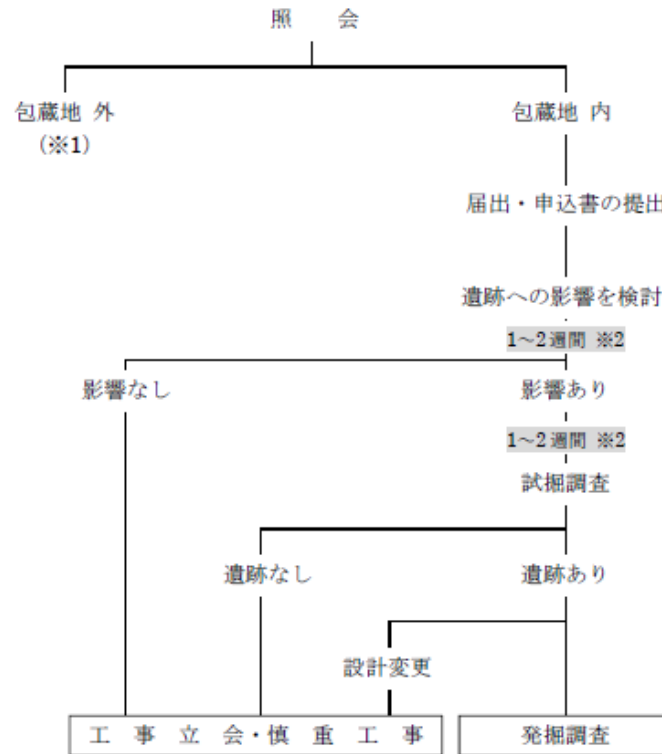 照 会
包蔵地 外
(※1)
包蔵地 内
届出・申込書の提出
遺跡への影響を検討
1～2週間 ※2
影響なし
影響あり
1～2週間 ※2
試掘調査
遺跡なし
遺跡あり
設計変更
工 事 立 会・慎 重 工 事
発掘調査